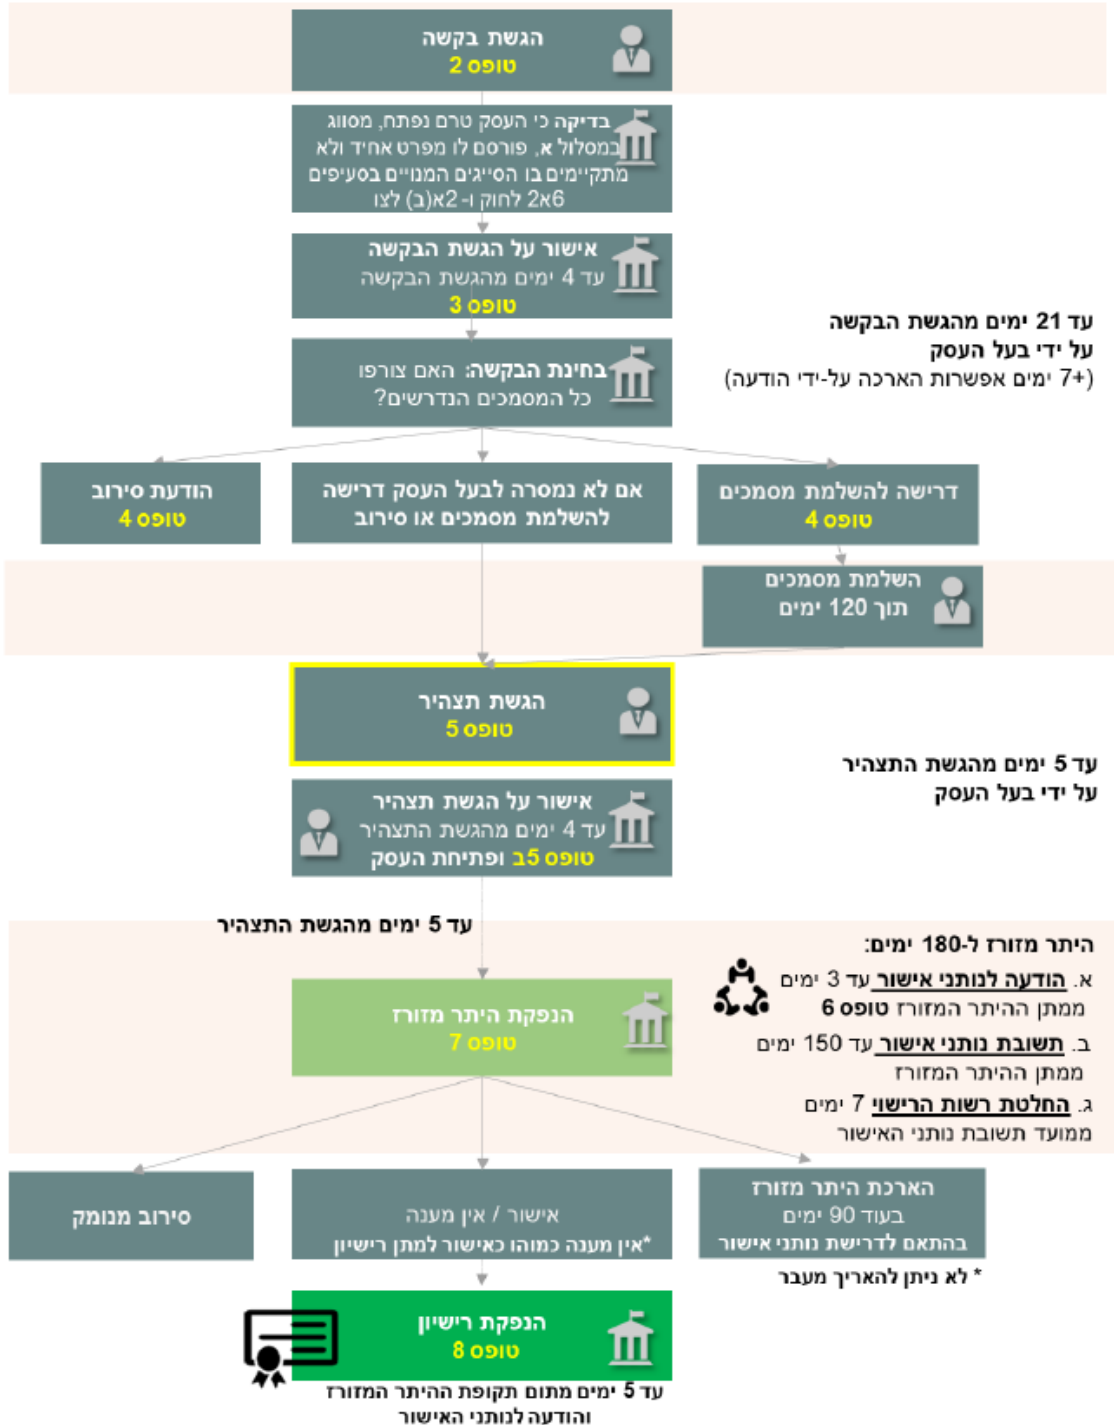 הגשת בקשה
טופס 2
בדיקה כי העסק טרם נפתח, מסווג
במסלול א, פורסם לו מפרט אחיד ולא
מתקיימים בו הסייגים המנויים בסעיפים
6א2 לחוק ו- 2א(ב) לצו
אישור על הגשת הבקשה
עד 4 ימים מהגשת הבקשה
טופס 3
עד 21 ימים מהגשת הבקשה
על ידי בעל העסק
(+7 ימים אפשרות הארכה על-ידי הודעה)
בחינת הבקשה: האם צורפו
כל המסמכים הנדרשים?
דרישה להשלמת מסמכים
טופס 4
אם לא נמסרה לבעל העסק דרישה
להשלמת מסמכים או סירוב
הודעת סירוב
טופס 4
השלמת מסמכים
תוך 120 ימים
הגשת תצהיר
טופס 5
עד 5 ימים מהגשת התצהיר
על ידי בעל העסק
אישור על הגשת תצהיר
עד 4 ימים מהגשת התצהיר
טופס 5ב ופתיחת העסק
עד 5 ימים מהגשת התצהיר
היתר מזורז ל-180 ימים:
א. הודעה לנותני אישור עד 3 ימים
ממתן ההיתר המזורז טופס 6
ב. תשובת נותני אישור עד 150 ימים
ממתן ההיתר המזורז
ג. החלטת רשות הרישוי 7 ימים
ממועד תשובת נותני האישור
הנפקת היתר מזורז
טופס 7
הארכת היתר מזורז
בעוד 90 ימים
בהתאם לדרישת נותני אישור
* לא ניתן להאריך מעבר
אישור / אין מענה
*אין מענה כמוהו כאישור למתן רישיון
סירוב מנומק
הנפקת רישיון
טופס 8
עד 5 ימים מתום תקופת ההיתר המזורז
והודעה לנותני האישור